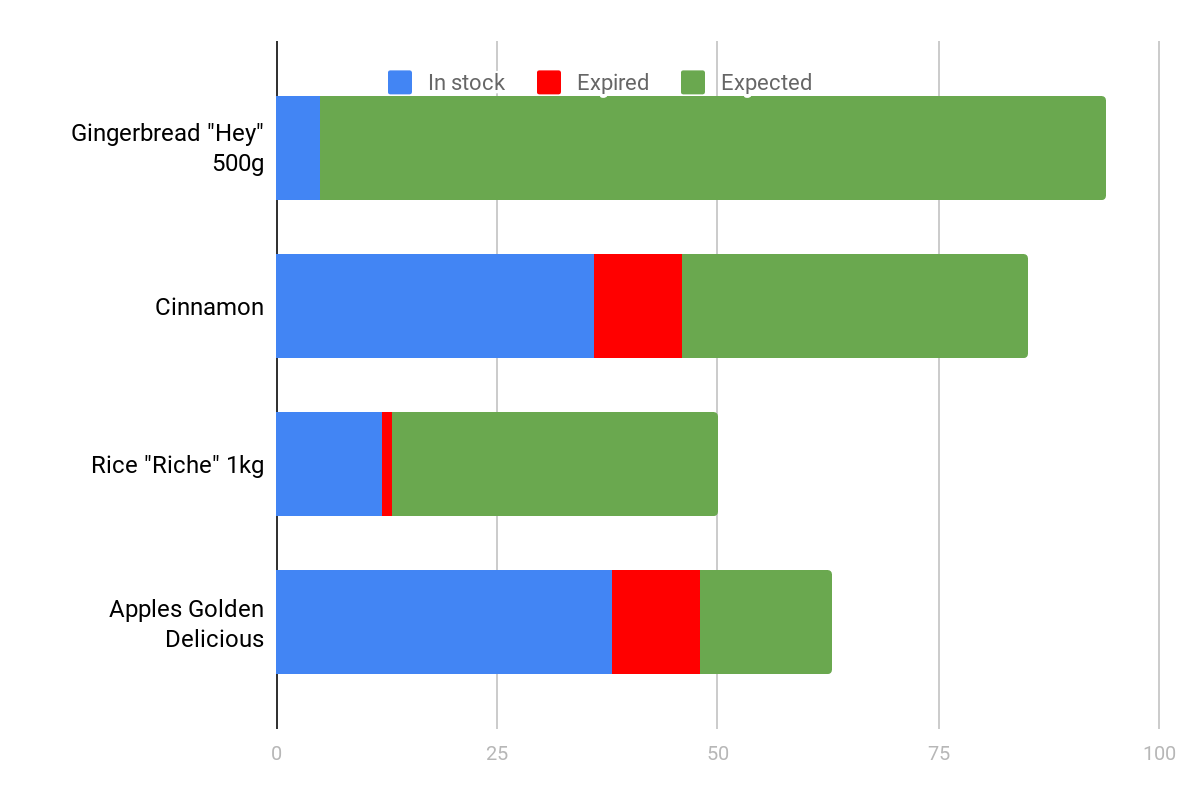 In stock Expired Expected
Gingerbread "Hey"
500g
Cinnamon
Rice "Riche" 1kg
Apples Golden
Delicious
0 25 50 75 100